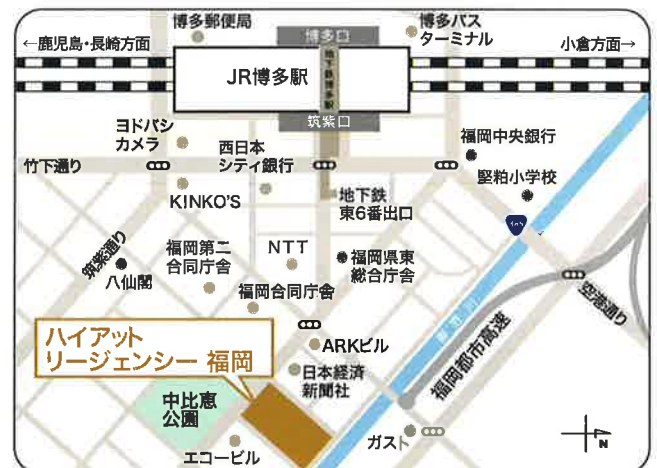 博多郵便局
博多口
博多バス
ターミナル
←鹿児島・長崎方面
小倉方面→
JR博多駅
地下鉄博多駅
筑紫口
ヨドバシ
カメラ
西日本
シティ銀行
福岡中央銀行
竹下通り
堅粕小学校
KINKO'S
地下鉄
東6番出口
筑紫通り
八仙閣
福岡第二
合同庁舎
NTT
福岡県東
総合庁舎
福岡合同庁舎
空港通り
ハイアット
リージェンシー 福岡
ARKビル
福岡都市高速
日本経済
新聞社
中比恵
公園
エコービル
ガスト
N